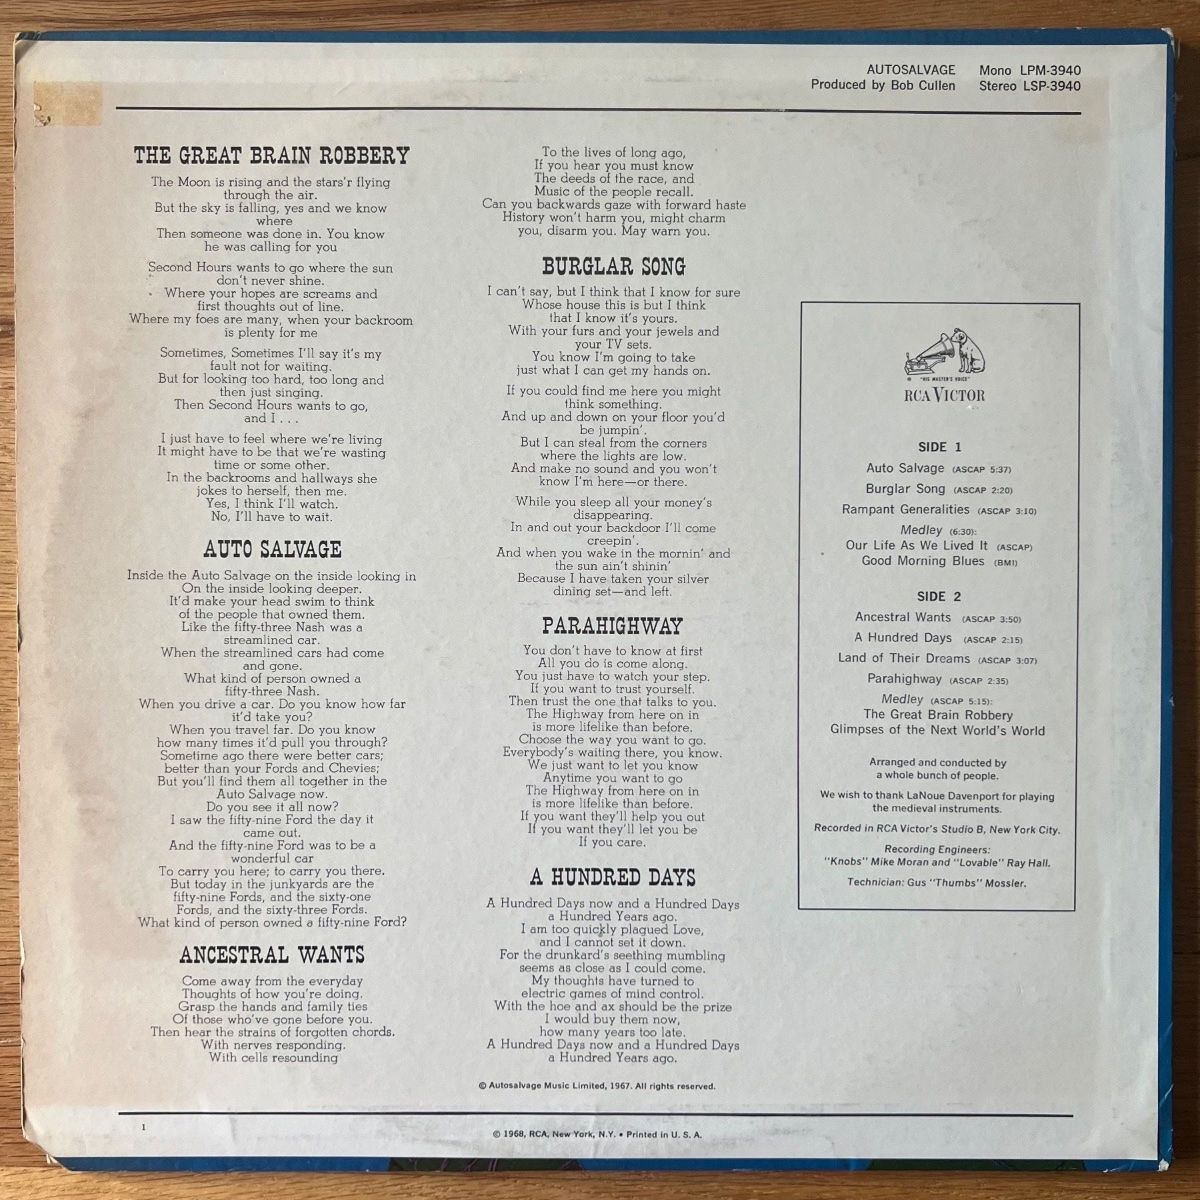 AUTOSALVAGE Mono LPM-3940
Produced by Bob Cullen Stereo LSP-3940
THE GREAT BRAIN ROBBERY
The Moon is rising and the stars'r flying
through the air.
But the sky is falling, yes and we know
where
Then someone was done in. You know
he was calling for you
Second Hours wants to go where the sun
don't never shine.
Where your hopes are screams and
first thoughts out of line.
Where my foes are many, when your backroom
is plenty for me
Sometimes, Sometimes I'll say it's my
fault not for waiting.
But for looking too hard, too long and
then just singing.
Then Second Hours wants to go,
and I . . .
I just have to feel where we're living
It might have to be that we're wasting
time or some other.
In the backrooms and hallways she
jokes to herself, then me.
Yes, I think I'll watch.
No, I'll have to wait.
AUTO SALVAGE
Inside the Auto Salvage on the inside looking in
On the inside looking deeper.
It'd make your head swim to think
of the people that owned them.
Like the fifty-three Nash was a
streamlined car.
When the streamlined cars had come
and gone.
What kind of person owned a
fifty-three Nash.
When you drive a car. Do you know how far
it'd take you?
When you travel far. Do you know
how many times it'd pull you through?
Sometime ago there were better cars;
better than your Fords and Chevies;
But you'll find them all together in the
Auto Salvage now.
Do you see it all now?
I saw the fifty-nine Ford the day it
came out.
And the fifty-nine Ford was to be a
wonderful car
To carry you here; to carry you there.
But today in the junkyards are the
fifty-nine Fords, and the sixty-one
Fords, and the sixty-three Fords.
What kind of person owned a fifty-nine Ford?
ANCESTRAL WANTS
Come away from the everyday
Thoughts of how you're doing.
Grasp the hands and family ties
Of those who've gone before you.
Then hear the strains of forgotten chords.
With nerves responding.
With cells resounding
To the lives of long ago,
If you hear you must know
The deeds of the race, and
Music of the people recall.
Can you backwards gaze with forward haste
History won't harm you, might charm
you, disarm you. May warn you.
BURGLAR SONG
I can't say, but I think that I know for sure
Whose house this is but I think
that I know it's yours.
With your furs and your jewels and
your TV sets.
You know I'm going to take
just what I can get my hands on.
If you could find me here you might
think something.
And up and down on your floor you'd
be jumpin'.
But I can steal from the corners
where the lights are low.
And make no sound and you won't
know I'm here—or there.
While you sleep all your money's
disappearing.
In and out your backdoor I'll come
creepin'.
And when you wake in the mornin' and
the sun ain't shinin'
Because I have taken your silver
dining set—and left.
PARAHIGHWAY
You don't have to know at first
All you do is come along.
You just have to watch your step.
If you want to trust yourself.
Then trust the one that talks to you.
The Highway from here on in
is more lifelike than before.
Choose the way you want to go.
Everybody's waiting there, you know.
We just want to let you know
Anytime you want to go
The Highway from here on in
is more lifelike than before.
If you want they'll help you out
If you want they'll let you be
If you care.
A HUNDRED DAYS
A Hundred Days now and a Hundred Days
a Hundred Years ago.
I am too quickly plagued Love,
and I cannot set it down.
For the drunkard's seething mumbling
seems as close as I could come.
My thoughts have turned to
electric games of mind control.
With the hoe and ax should be the prize
I would buy them now,
how many years too late.
A Hundred Days now and a Hundred Days
a Hundred Years ago.
"HIS MASTER'S VOICE"
RCA VICTOR
SIDE 1
Auto Salvage (ASCAP 5:37)
Burglar Song (ASCAP 2:20)
Rampant Generalities (ASCAP 3:10)
Medley (6:30):
Our Life As We Lived It (ASCAP)
Good Morning Blues (BMI)
SIDE 2
Ancestral Wants (ASCAP 3:50)
A Hundred Days (ASCAP 2:15)
Land of Their Dreams (ASCAP 3:07)
Parahighway (ASCAP 2:35)
Medley (ASCAP 5:15):
The Great Brain Robbery
Glimpses of the Next World's World
Arranged and conducted by
a whole bunch of people.
We wish to thank LaNoue Davenport for playing
the medieval instruments.
Recorded in RCA Victor's Studio B, New York City.
Recording Engineers:
"Knobs" Mike Moran and "Lovable" Ray Hall.
Technician: Gus "Thumbs" Mossler.
© Autosalvage Music Limited, 1967. All rights reserved.
1
© 1968, RCA, New York, N.Y. • Printed in U. S. A.